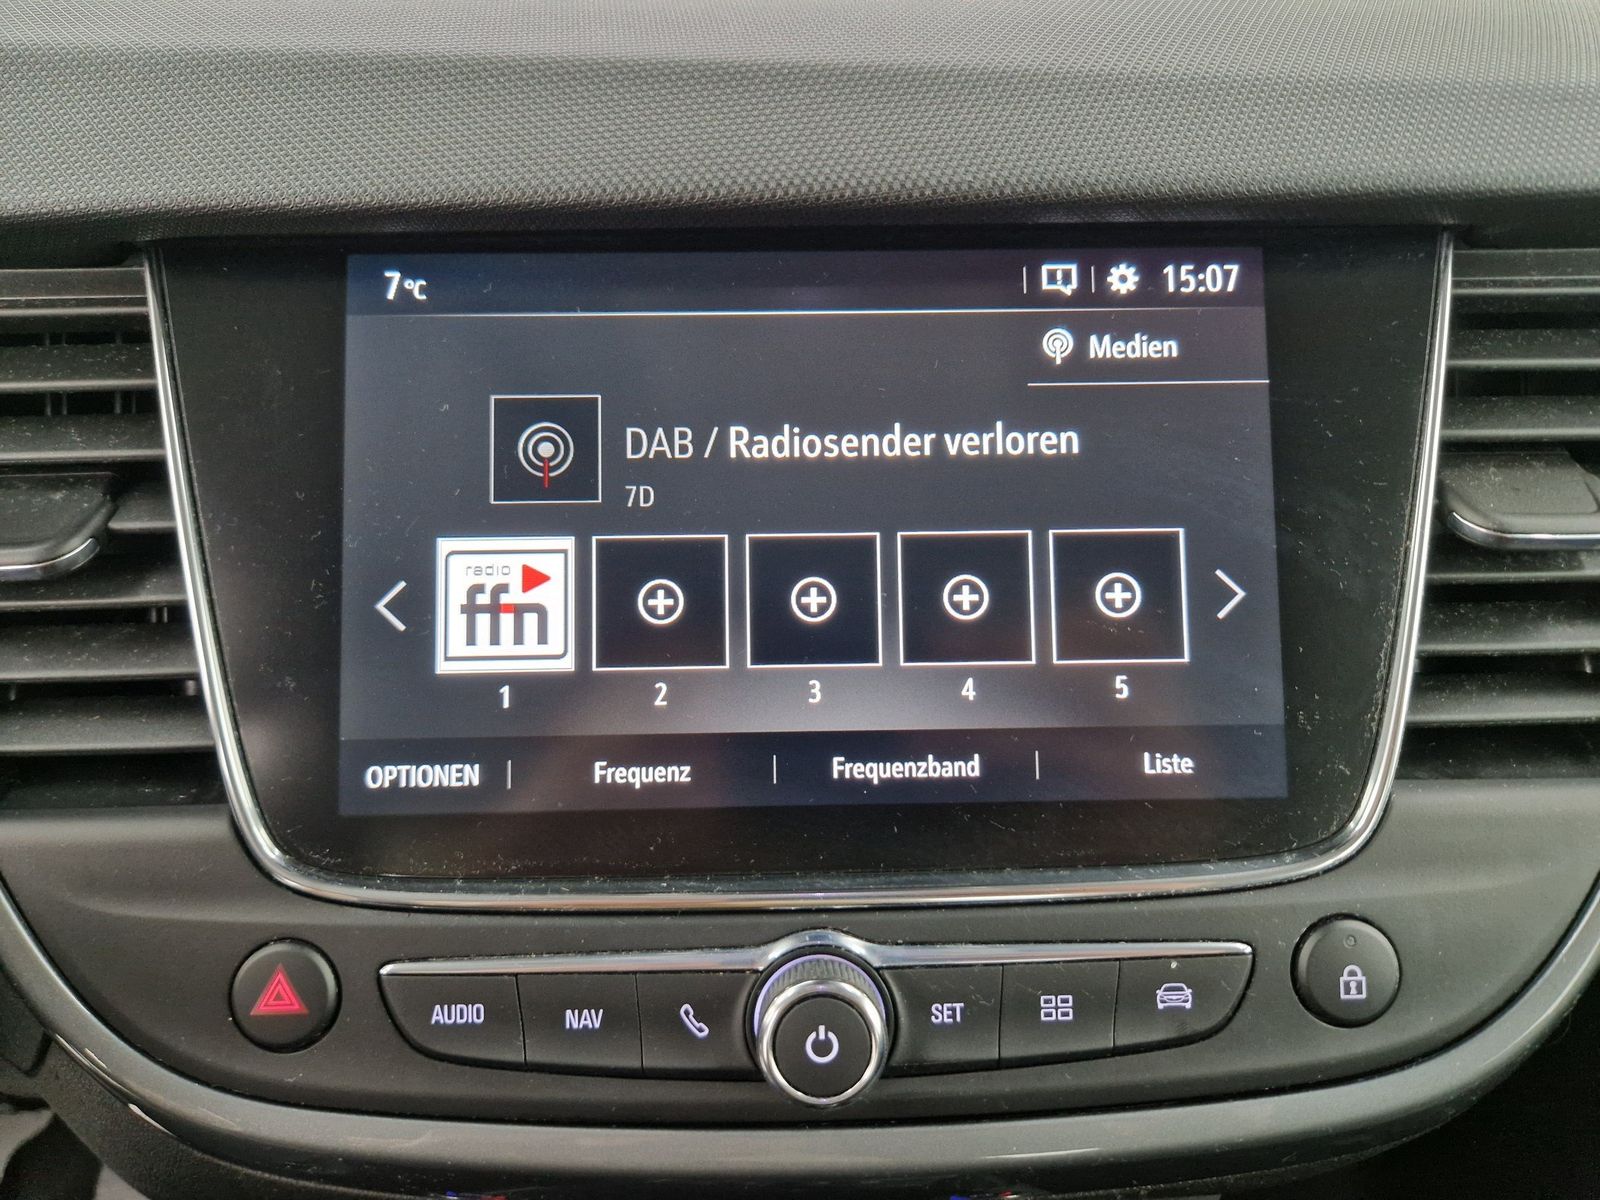 7°C
15:07
Medien
DAB / Radiosender verloren
7D
radio
ffn
1 2 3 4 5
OPTIONEN | Frequenz | Frequenzband | Liste
AUDIO NAV SET